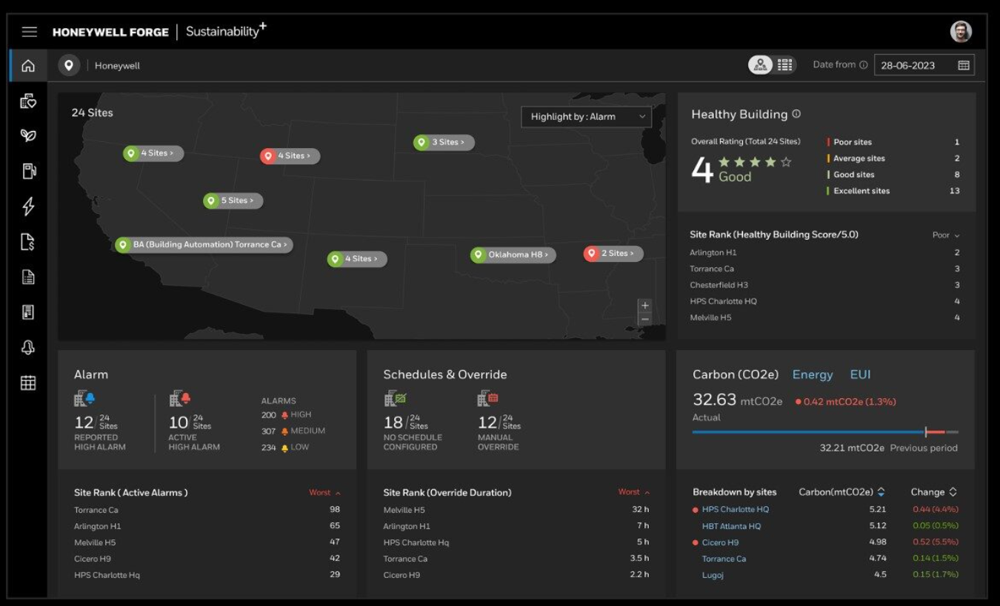 HONEYWELL FORGE | Sustainability+
Honeywell
Date from
28-06-2023
24 Sites
Highlight by : Alarm
4 Sites >
4 Sites >
3 Sites >
5 Sites >
BA (Building Automation) Torrance Ca >
4 Sites >
Oklahoma H8 >
2 Sites >
+
−
Healthy Building
Overall Rating (Total 24 Sites)
4
Good
Poor sites 1
Average sites 2
Good sites 8
Excellent sites 13
Site Rank (Healthy Building Score/5.0) Poor
Arlington H1 2
Torrance Ca 3
Chesterfield H3 3
HPS Charlotte HQ 4
Melville H5 4
Alarm
12/24 Sites
REPORTED
HIGH ALARM
10/24 Sites
ACTIVE
HIGH ALARM
ALARMS
200 HIGH
307 MEDIUM
234 LOW
Site Rank ( Active Alarms ) Worst
Torrance Ca 98
Arlington H1 65
Melville H5 47
Cicero H9 42
HPS Charlotte Hq 29
Schedules & Override
18/24 Sites
NO SCHEDULE
CONFIGURED
12/24 Sites
MANUAL
OVERRIDE
Site Rank (Override Duration) Worst
Melville H5 32 h
Arlington H1 7 h
HPS Charlotte Hq 5 h
Torrance Ca 3.5 h
Cicero H9 2.2 h
Carbon (CO2e) Energy EUI
32.63 mtCO2e 0.42 mtCO2e (1.3%)
Actual
32.21 mtCO2e Previous period
Breakdown by sites Carbon(mtCO2e) Change
HPS Charlotte HQ 5.21 0.44 (4.4%)
HBT Atlanta HQ 5.12 0.05 (0.5%)
Cicero H9 4.98 0.52 (5.5%)
Torrance Ca 4.74 0.14 (1.5%)
Lugoj 4.5 0.15 (1.7%)